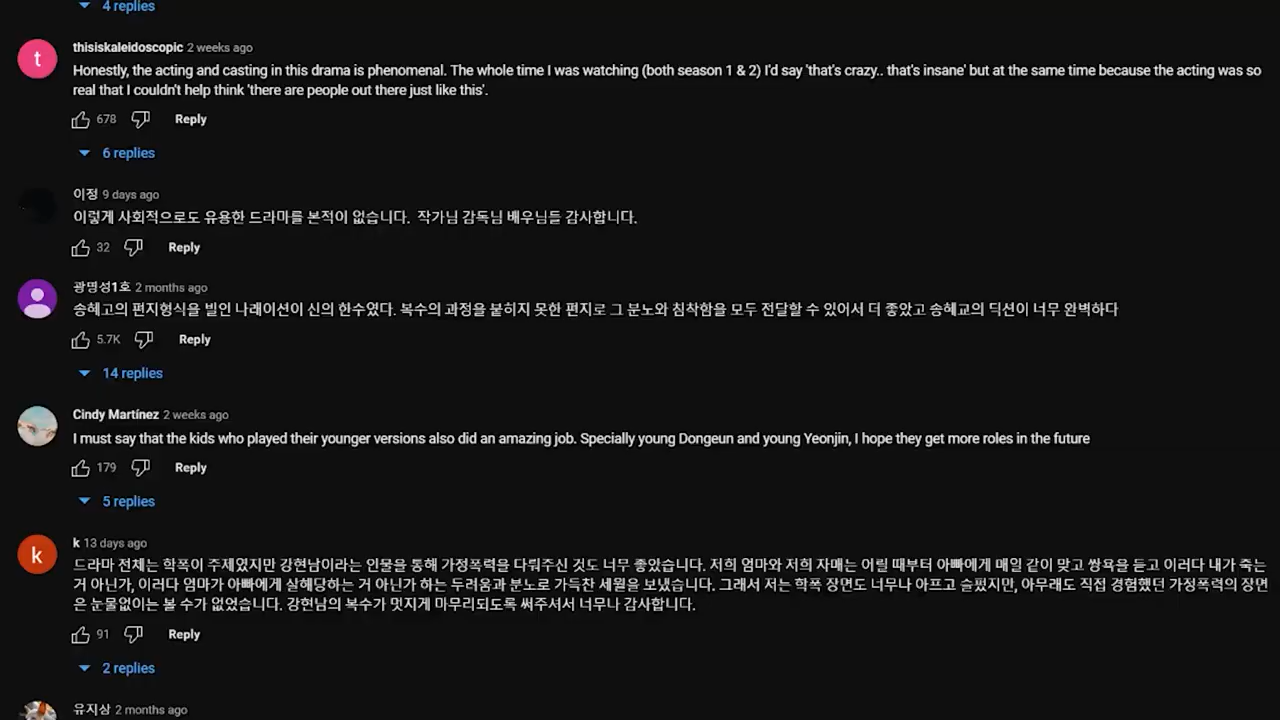 4 replies
thisiskaleidoscopic 2 weeks ago
Honestly, the acting and casting in this drama is phenomenal. The whole time I was watching (both season 1 & 2) I'd say 'that's crazy.. that's insane' but at the same time because the acting was so
real that I couldn't help think 'there are people out there just like this'.
678 Reply
6 replies
이정 9 days ago
이렇게 사회적으로도 유용한 드라마를 본적이 없습니다. 작가님 감독님 배우님들 감사합니다.
32 Reply
광명성1호 2 months ago
송혜고의 편지형식을 빌인 나레이션이 신의 한수였다. 복수의 과정을 붙히지 못한 편지로 그 분노와 침착함을 모두 전달할 수 있어서 더 좋았고 송혜교의 딕션이 너무 완벽하다
5.7K Reply
14 replies
Cindy Martínez 2 weeks ago
I must say that the kids who played their younger versions also did an amazing job. Specially young Dongeun and young Yeonjin, I hope they get more roles in the future
179 Reply
5 replies
k
k 13 days ago
드라마 전체는 학폭이 주제였지만 강현남이라는 인물을 통해 가정폭력을 다뤄주신 것도 너무 좋았습니다. 저희 엄마와 저희 자매는 어릴 때부터 아빠에게 매일 같이 맞고 쌍욕을 듣고 이러다 내가 죽는
거 아닌가, 이러다 엄마가 아빠에게 살해당하는 거 아닌가 하는 두려움과 분노로 가득찬 세월을 보냈습니다. 그래서 저는 학폭 장면도 너무나 아프고 슬펐지만, 아무래도 직접 경험했던 가정폭력의 장면
은 눈물없이는 볼 수가 없었습니다. 강현남의 복수가 멋지게 마무리되도록 써주셔서 너무나 감사합니다.
91 Reply
2 replies
유지상 2 months ago